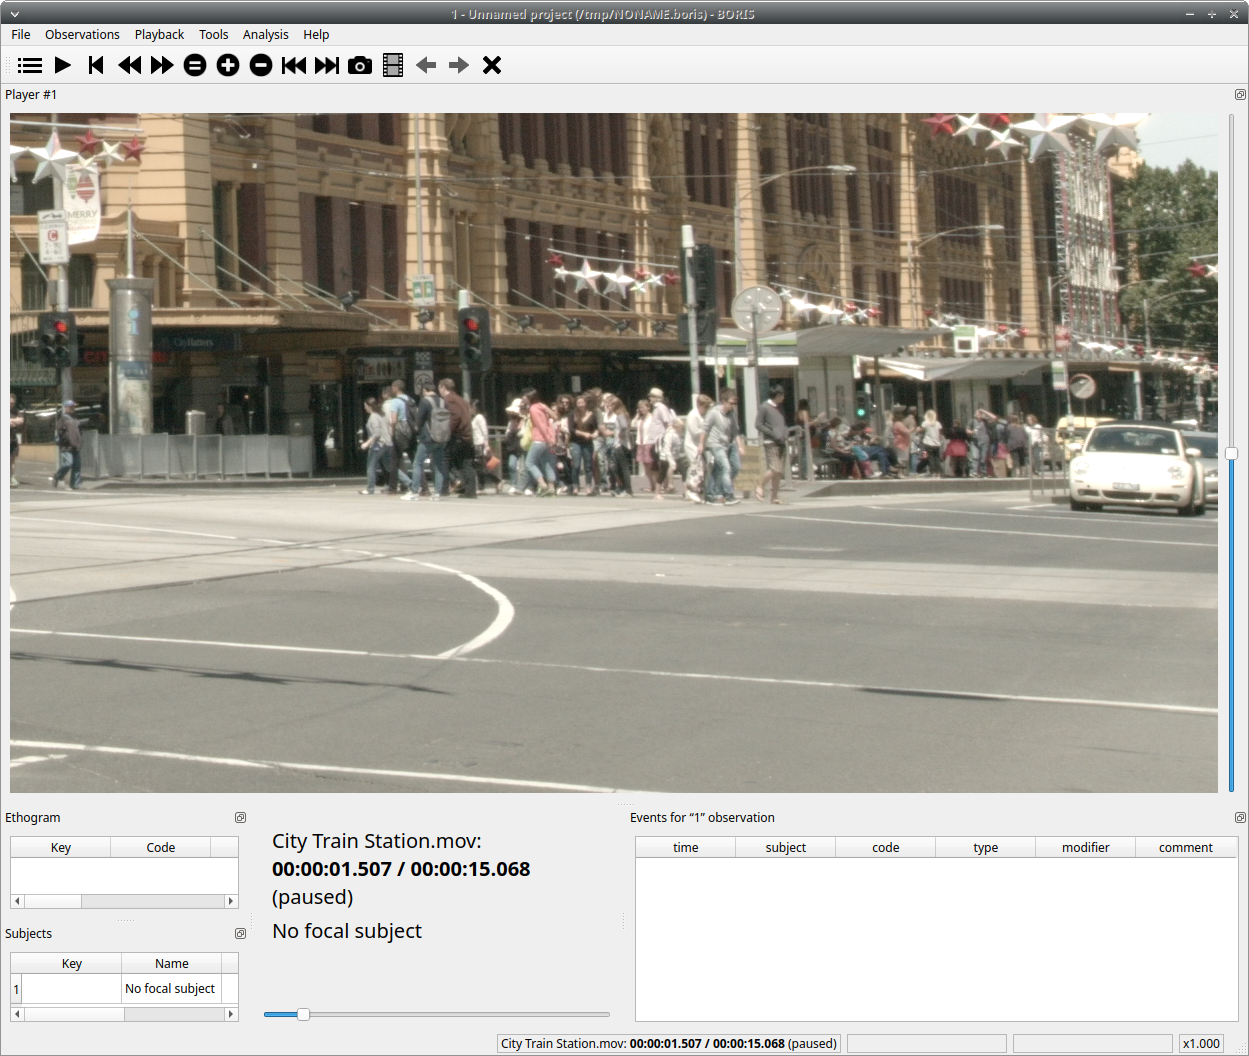 1 - Unnamed project (/tmp/NONAME.boris) - BORIS
File Observations Playback Tools Analysis Help
Player #1
MERRY
C
i
City Hatters
Ethogram
Key Code
City Train Station.mov:
00:00:01.507 / 00:00:15.068
(paused)
No focal subject
Events for “1” observation
time subject code type modifier comment
Subjects
Key Name
1 No focal subject
City Train Station.mov: 00:00:01.507 / 00:00:15.068 (paused)
x1.000